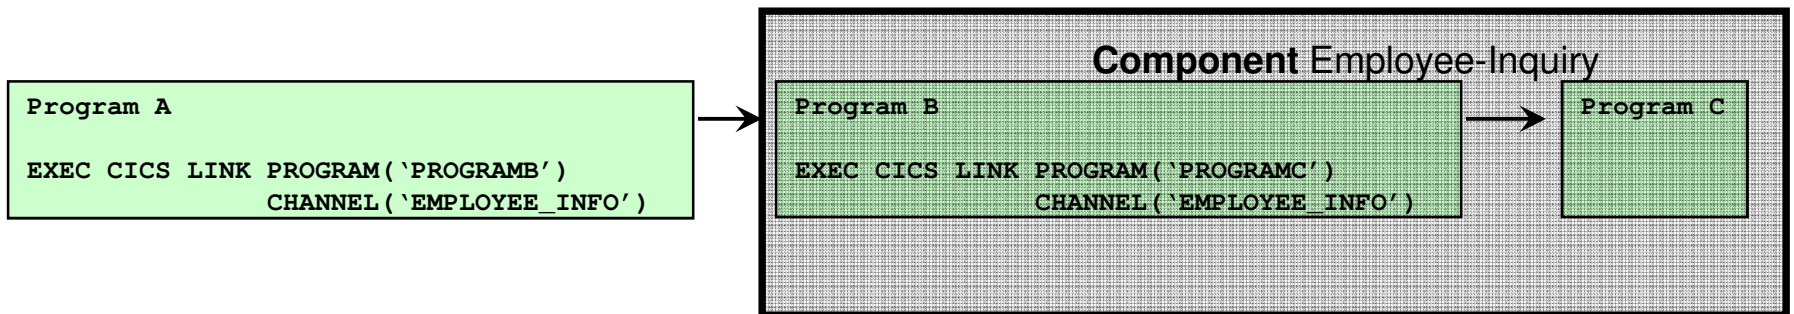 Component Employee-Inquiry
Program A
EXEC CICS LINK PROGRAM(‘PROGRAMB’)
CHANNEL(‘EMPLOYEE_INFO’)
Program B
EXEC CICS LINK PROGRAM(‘PROGRAMC’)
CHANNEL(‘EMPLOYEE_INFO’)
Program C